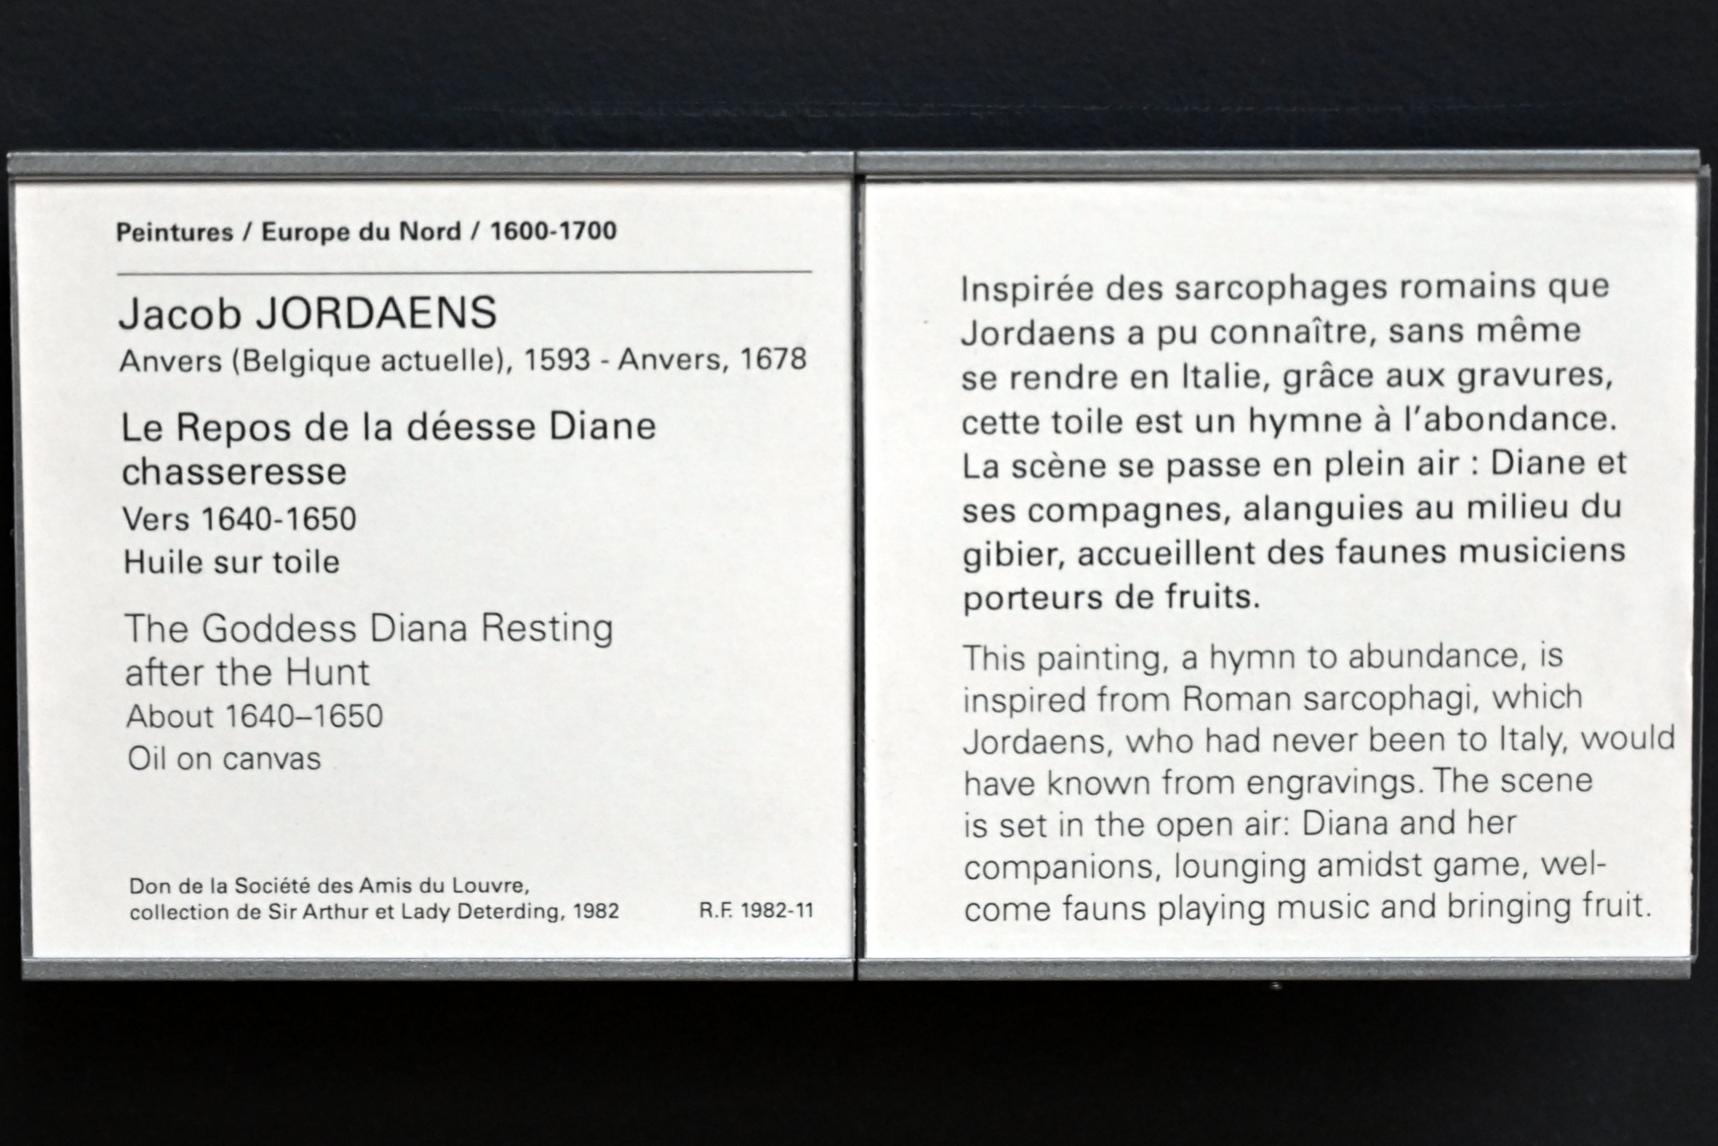 Peintures / Europe du Nord / 1600-1700
Jacob JORDAENS
Anvers (Belgique actuelle), 1593 - Anvers, 1678
Le Repos de la déesse Diane
chasseresse
Vers 1640-1650
Huile sur toile
The Goddess Diana Resting
after the Hunt
About 1640–1650
Oil on canvas
Don de la Société des Amis du Louvre,
collection de Sir Arthur et Lady Deterding, 1982
R.F. 1982-11
Inspirée des sarcophages romains que
Jordaens a pu connaître, sans même
se rendre en Italie, grâce aux gravures,
cette toile est un hymne à l'abondance.
La scène se passe en plein air : Diane et
ses compagnes, alanguies au milieu du
gibier, accueillent des faunes musiciens
porteurs de fruits.
This painting, a hymn to abundance, is
inspired from Roman sarcophagi, which
Jordaens, who had never been to Italy, would
have known from engravings. The scene
is set in the open air: Diana and her
companions, lounging amidst game, wel-
come fauns playing music and bringing fruit.